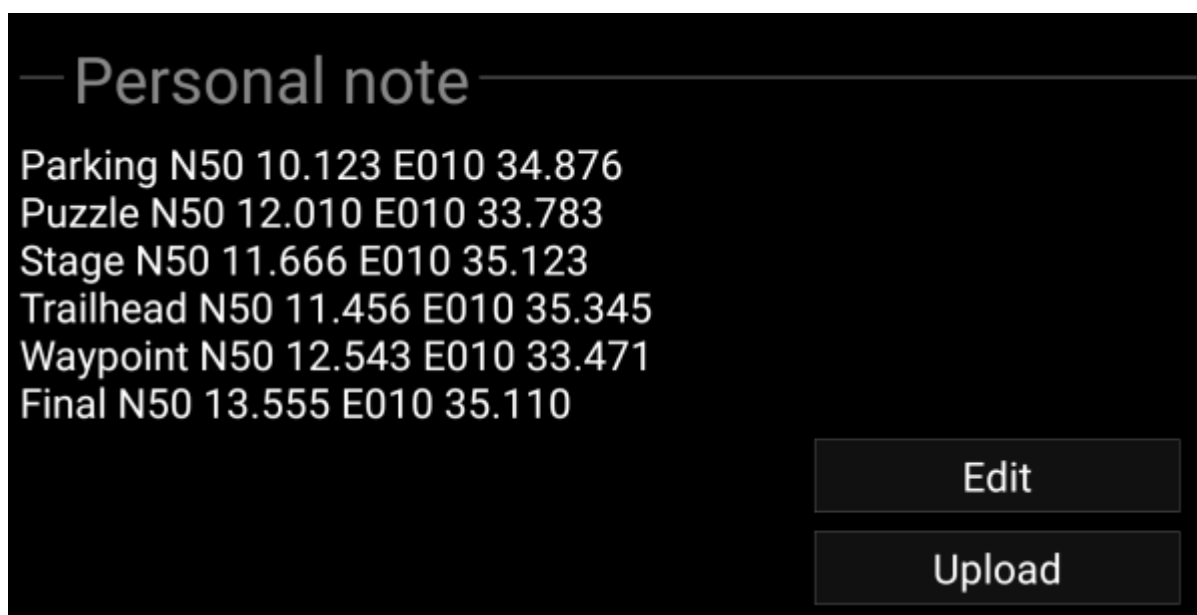 Personal note
Parking N50 10.123 E010 34.876
Puzzle N50 12.010 E010 33.783
Stage N50 11.666 E010 35.123
Trailhead N50 11.456 E010 35.345
Waypoint N50 12.543 E010 33.471
Final N50 13.555 E010 35.110
Edit
Upload